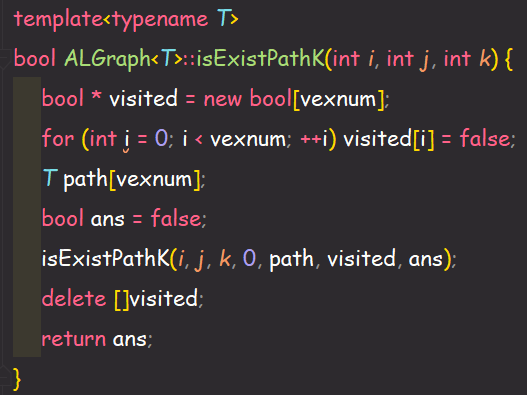 template<typename T>
bool ALGraph<T>::isExistPathK(int i, int j, int k) {
bool * visited = new bool[vexnum];
for (int i = 0; i < vexnum; ++i) visited[i] = false;
T path[vexnum];
bool ans = false;
isExistPathK(i, j, k, 0, path, visited, ans);
delete []visited;
return ans;
}